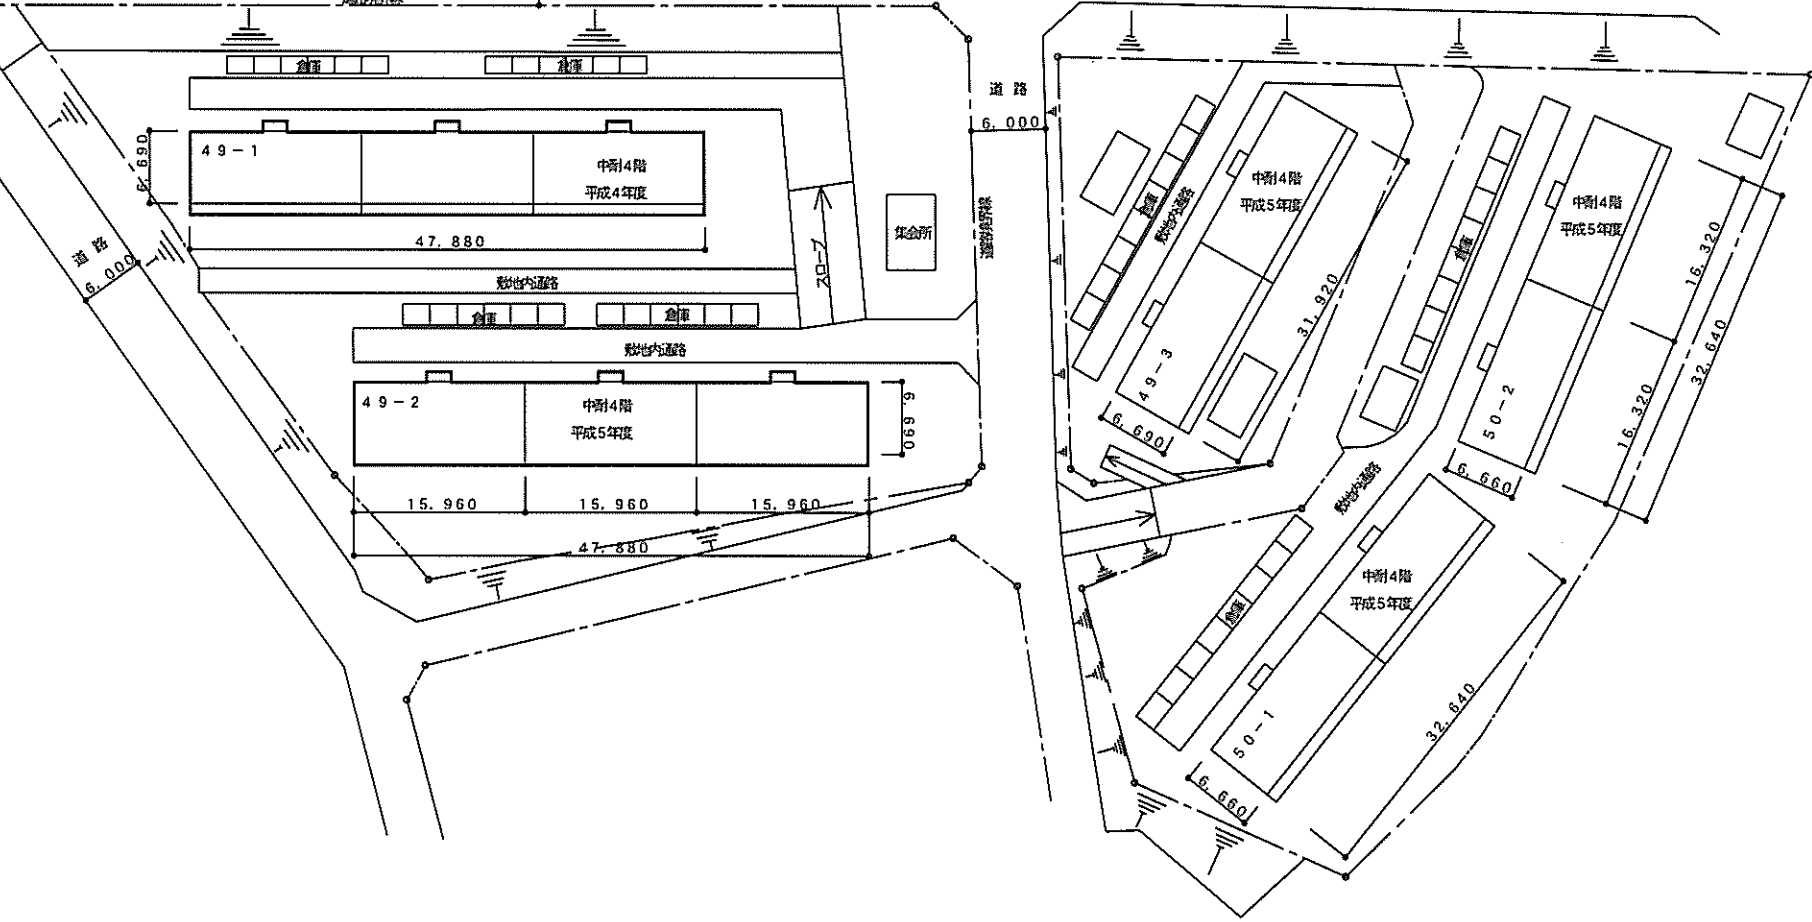 倉庫
倉庫
49-1
中耐4階
平成4年度
6,690
47,880
道路
6,000
敷地内通路
倉庫
倉庫
敷地内通路
スロープ
集会所
49-2
中耐4階
平成5年度
6,690
15,960
15,960
15,960
47,880
道路
6,000
道路境界線
倉庫
敷地内通路
中耐4階
平成5年度
31,920
49-3
6,690
倉庫
中耐4階
平成5年度
16,320
32,640
16,320
50-2
6,660
敷地内通路
倉庫
中耐4階
平成5年度
50-1
32,640
6,660